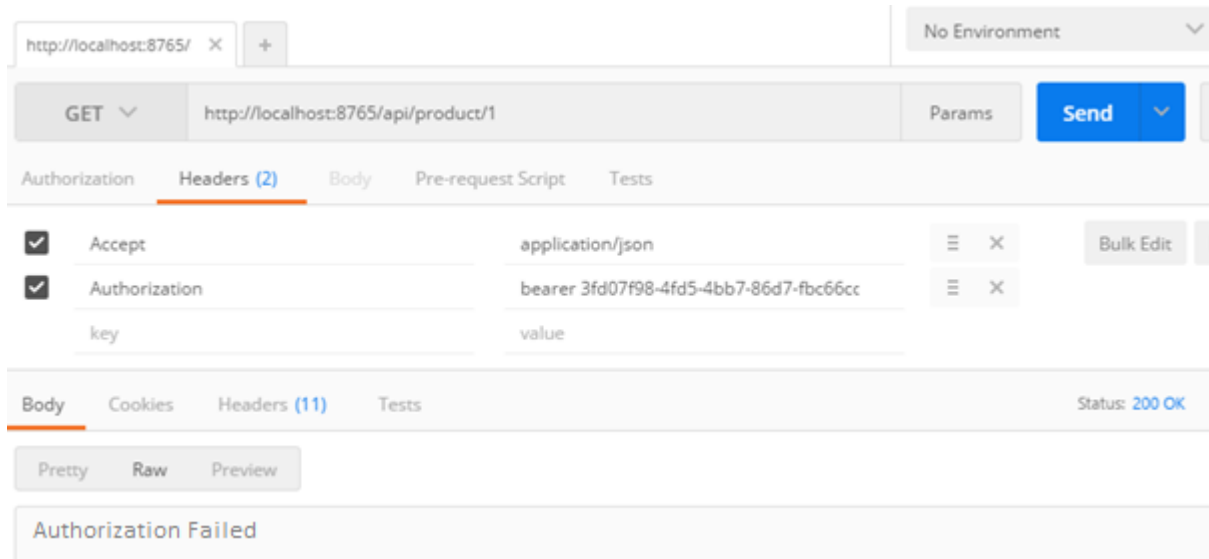 http://localhost:8765/
No Environment
GET http://localhost:8765/api/product/1 Params Send
Authorization Headers (2) Body Pre-request Script Tests
Accept application/json Bulk Edit
Authorization bearer 3fd07f98-4fd5-4bb7-86d7-fbc66cc
key value
Body Cookies Headers (11) Tests Status: 200 OK
Pretty Raw Preview
Authorization Failed